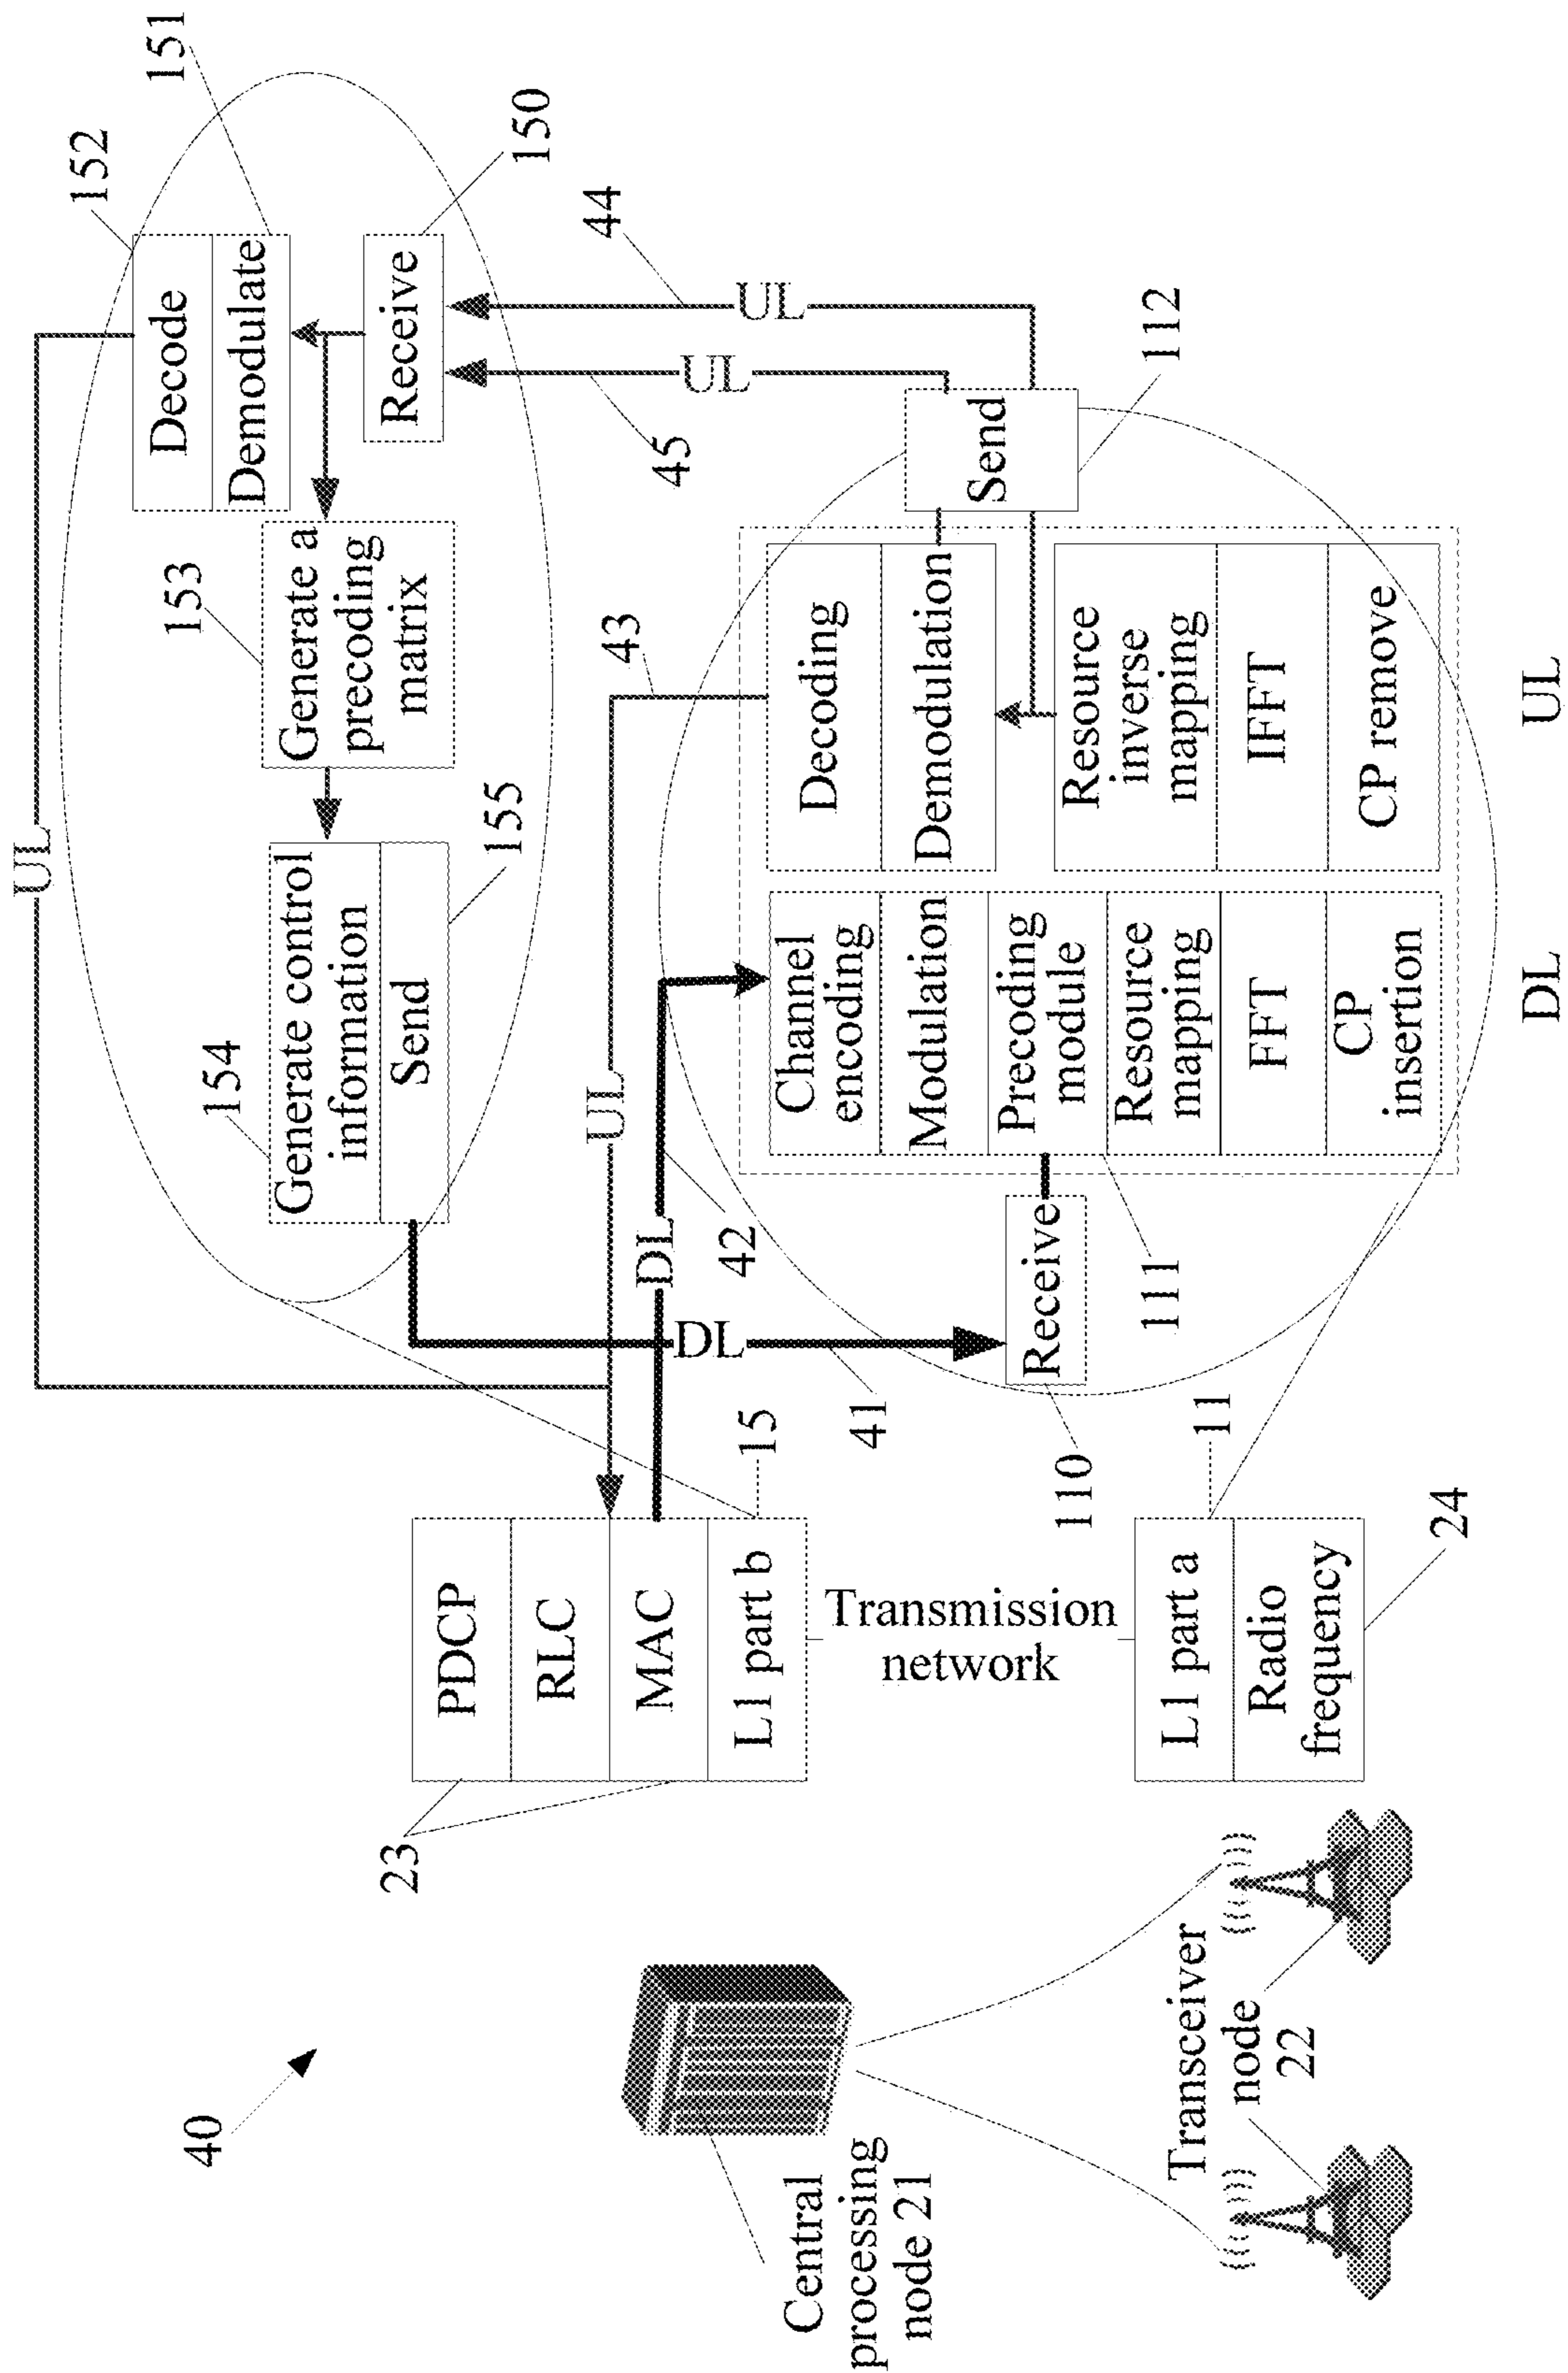 40
Central
processing
node 21
Transceiver
node
22
23
PDCP
RLC
MAC
L1 part b
15
Transmission
network
L1 part a
11
Radio
frequency
24
UL
154
Generate control
information
Send
155
153
Generate a
precoding
matrix
152
Decode
Demodulate
151
Receive
150
DL
41
DL
42
UL
43
UL
45
UL
44
Receive
110
111
Channel
encoding
Modulation
Precoding
module
Resource
mapping
FFT
CP
insertion
DL
Decoding
Demodulation
Resource
inverse
mapping
IFFT
CP remove
UL
Send
112